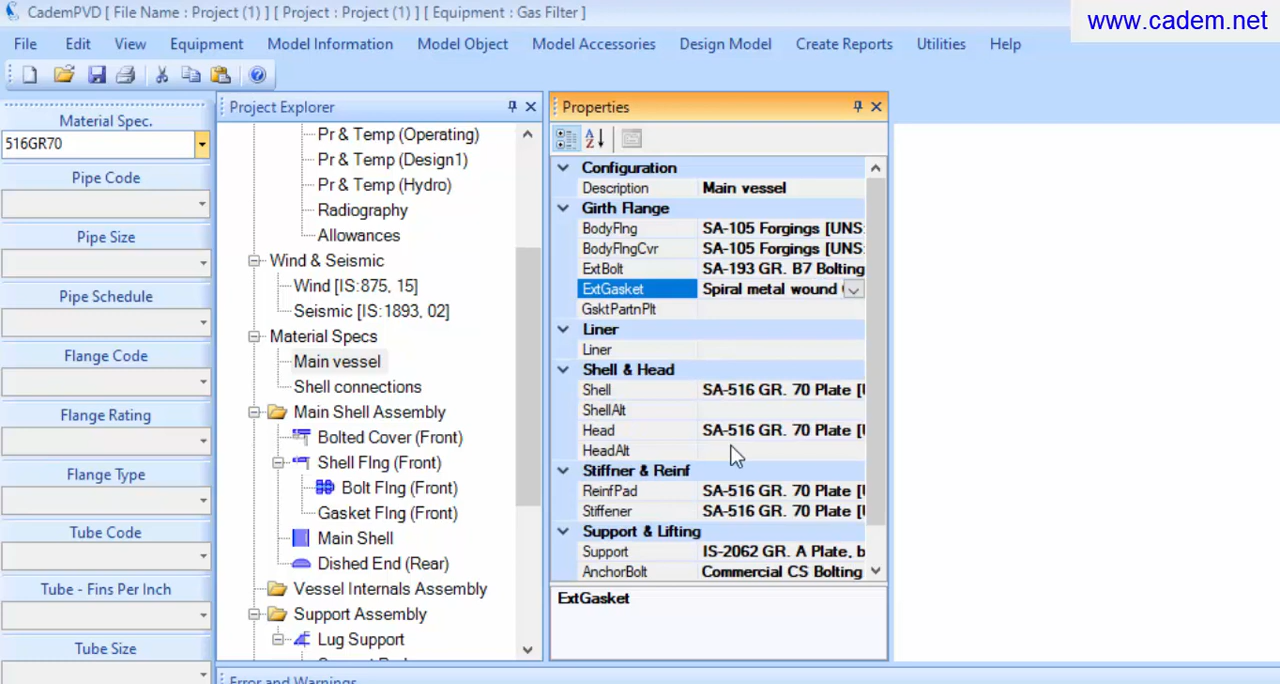 CademPVD [ File Name : Project (1) ] [ Project : Project (1) ] [ Equipment : Gas Filter ]
www.cadem.net
File Edit View Equipment Model Information Model Object Model Accessories Design Model Create Reports Utilities Help
Material Spec.
516GR70
Pipe Code
Pipe Size
Pipe Schedule
Flange Code
Flange Rating
Flange Type
Tube Code
Tube - Fins Per Inch
Tube Size
Project Explorer
Pr & Temp (Operating)
Pr & Temp (Design1)
Pr & Temp (Hydro)
Radiography
Allowances
Wind & Seismic
Wind [IS:875, 15]
Seismic [IS:1893, 02]
Material Specs
Main vessel
Shell connections
Main Shell Assembly
Bolted Cover (Front)
Shell Flng (Front)
Bolt Flng (Front)
Gasket Flng (Front)
Main Shell
Dished End (Rear)
Vessel Internals Assembly
Support Assembly
Lug Support
Properties
Configuration
Description Main vessel
Girth Flange
BodyFlng SA-105 Forgings [UNS:
BodyFlngCvr SA-105 Forgings [UNS:
ExtBolt SA-193 GR. B7 Bolting
ExtGasket Spiral metal wound
GsktPartnPlt
Liner
Liner
Shell & Head
Shell SA-516 GR. 70 Plate [
ShellAlt
Head SA-516 GR. 70 Plate [
HeadAlt
Stiffner & Reinf
ReinfPad SA-516 GR. 70 Plate [
Stiffener SA-516 GR. 70 Plate [
Support & Lifting
Support IS-2062 GR. A Plate, b
AnchorBolt Commercial CS Bolting
ExtGasket
Error and Warnings